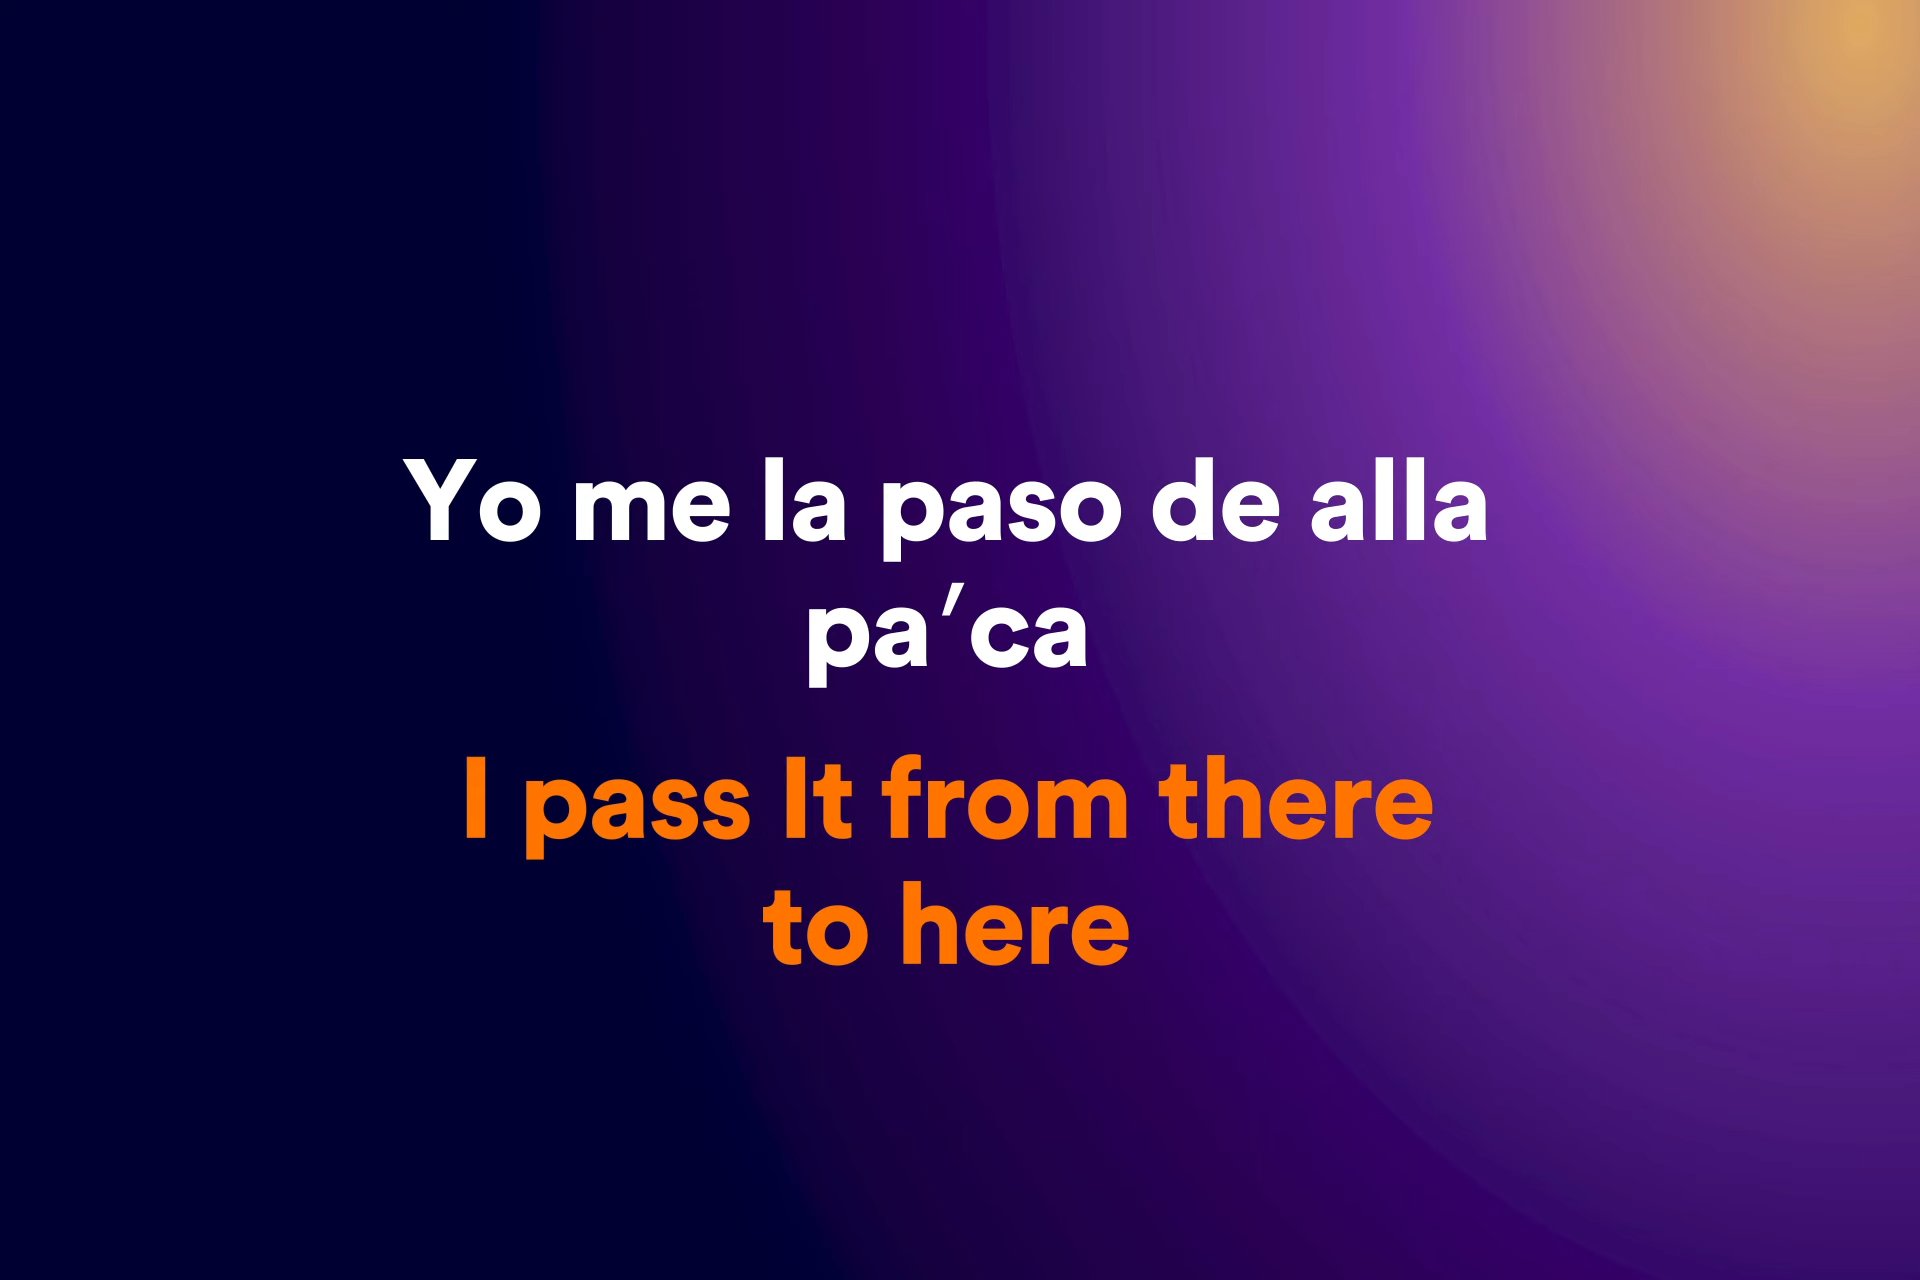 Yo me la paso de alla
pa’ca
I pass It from there
to here